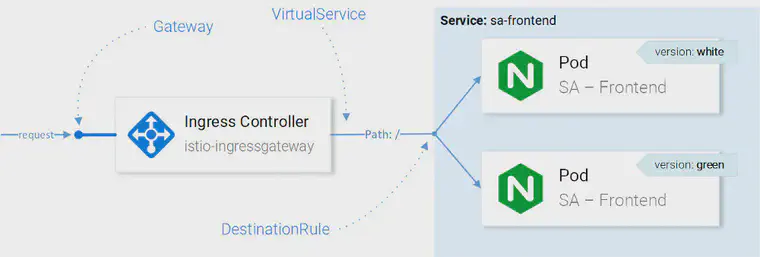 VirtualService
Gateway
Service: sa-frontend
version: white
Pod
SA – Frontend
Ingress Controller
istio-ingressgateway
request
Path: /
version: green
Pod
SA – Frontend
DestinationRule